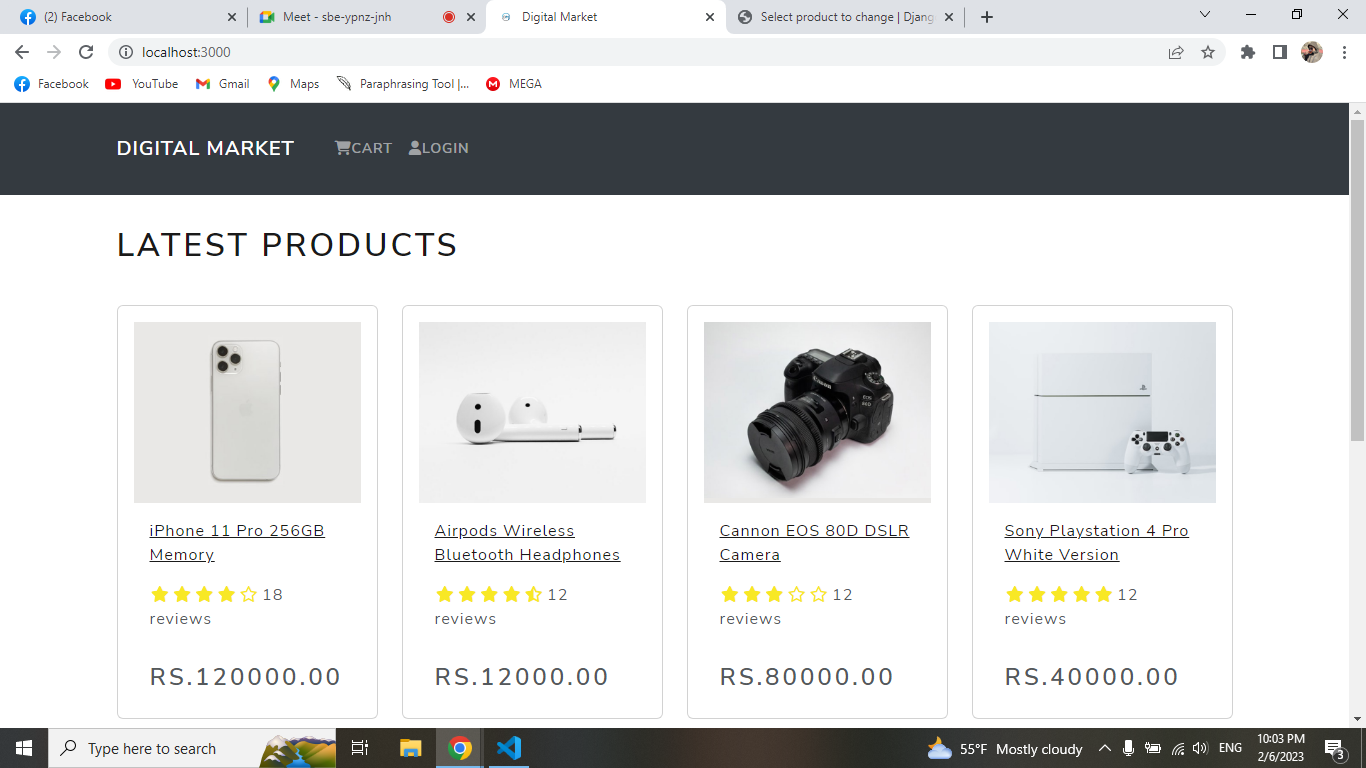 (2) Facebook
Meet - sbe-ypnz-jnh
Digital Market
Select product to change | Djang
localhost:3000
Facebook
YouTube
Gmail
Maps
Paraphrasing Tool |...
MEGA
DIGITAL MARKET
CART
LOGIN
LATEST PRODUCTS
Canon
EOS
80D
iPhone 11 Pro 256GB
Memory
18
reviews
RS.120000.00
Airpods Wireless
Bluetooth Headphones
12
reviews
RS.12000.00
Cannon EOS 80D DSLR
Camera
12
reviews
RS.80000.00
Sony Playstation 4 Pro
White Version
12
reviews
RS.40000.00
Type here to search
55°F Mostly cloudy
ENG
10:03 PM
2/6/2023
3